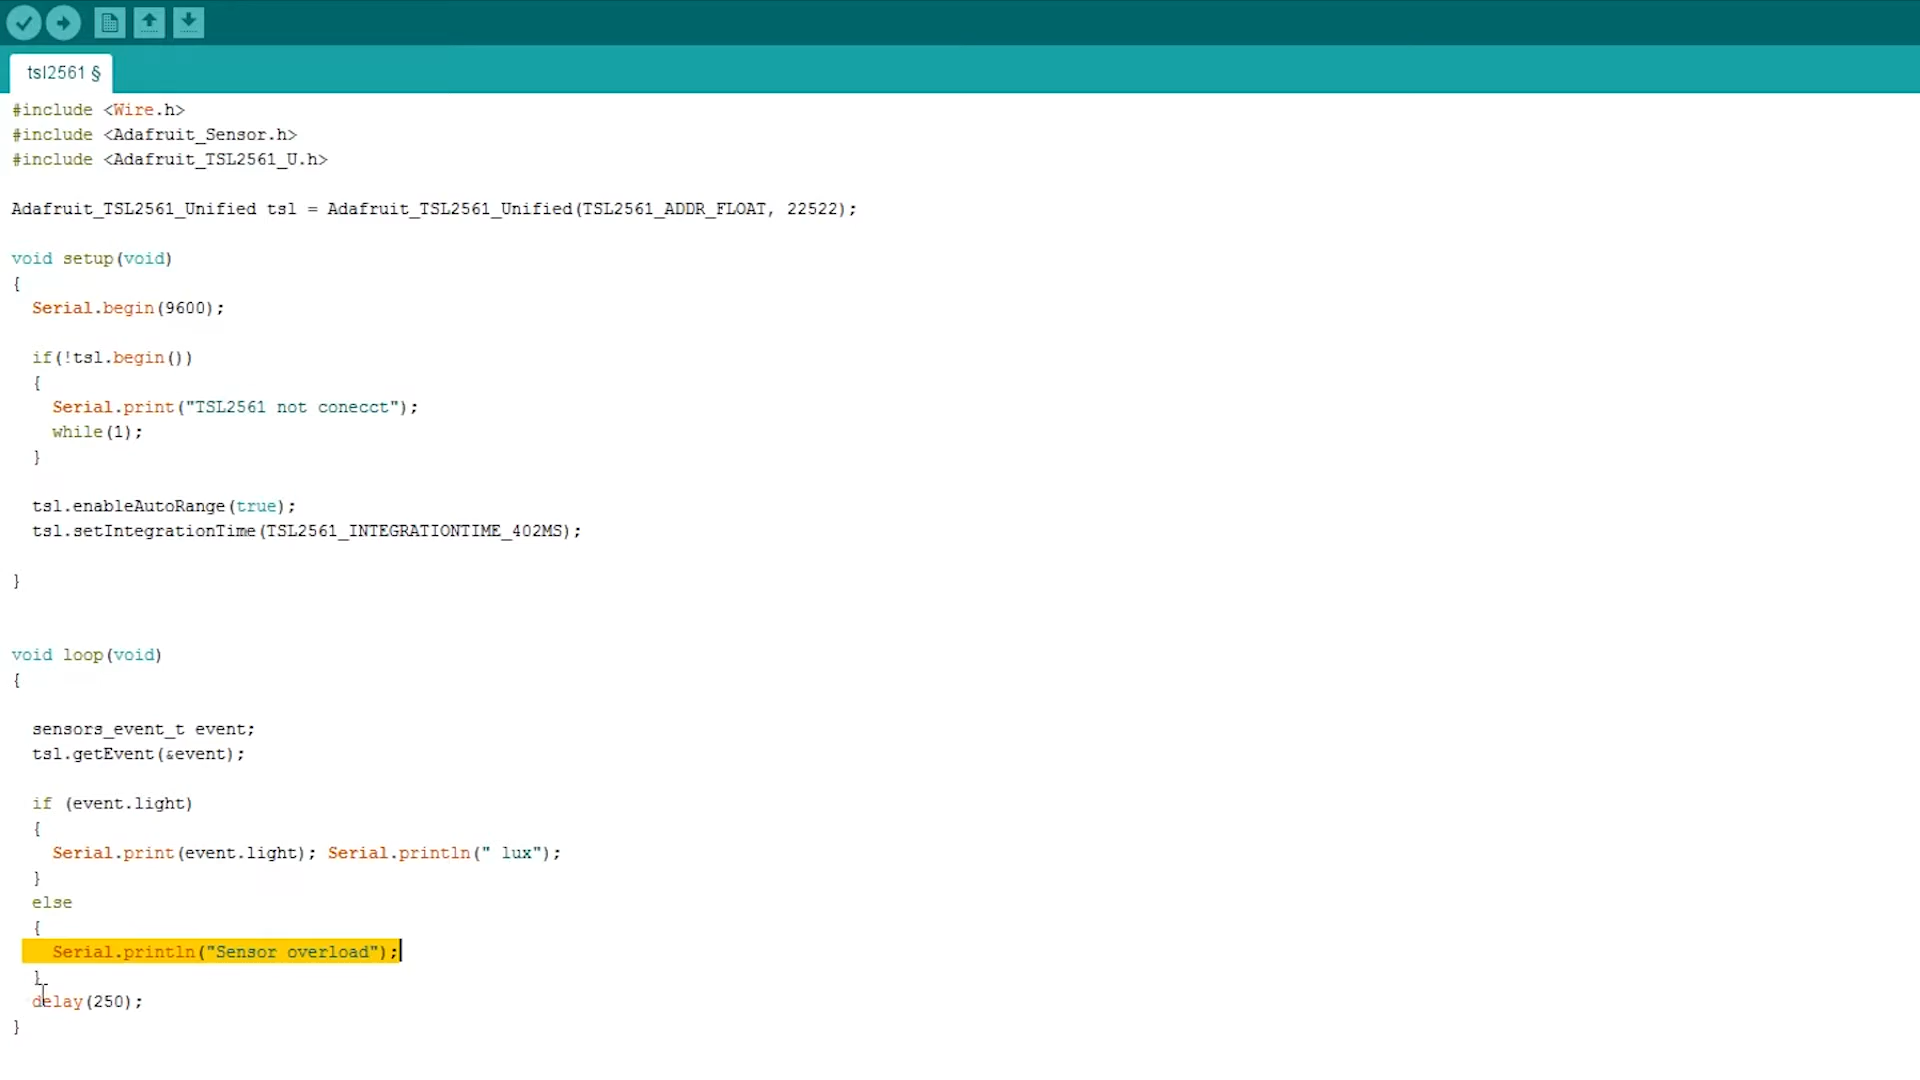 tsl2561 §
#include <Wire.h>
#include <Adafruit_Sensor.h>
#include <Adafruit_TSL2561_U.h>
Adafruit_TSL2561_Unified tsl = Adafruit_TSL2561_Unified(TSL2561_ADDR_FLOAT, 22522);
void setup(void)
{
Serial.begin(9600);
if(!tsl.begin())
{
Serial.print("TSL2561 not conecct");
while(1);
}
tsl.enableAutoRange(true);
tsl.setIntegrationTime(TSL2561_INTEGRATIONTIME_402MS);
}
void loop(void)
{
sensors_event_t event;
tsl.getEvent(&event);
if (event.light)
{
Serial.print(event.light); Serial.println(" lux");
}
else
{
Serial.println("Sensor overload");
}
delay(250);
}